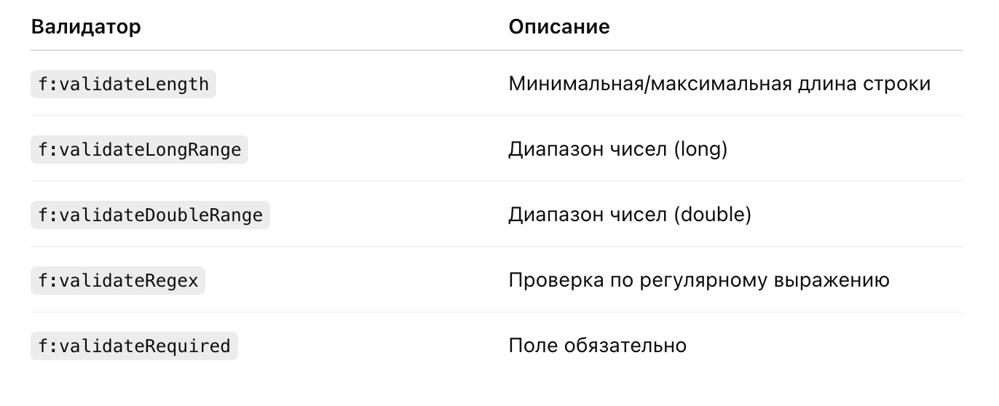 Валидатор Описание
f:validateLength Минимальная/максимальная длина строки
f:validateLongRange Диапазон чисел (long)
f:validateDoubleRange Диапазон чисел (double)
f:validateRegex Проверка по регулярному выражению
f:validateRequired Поле обязательно